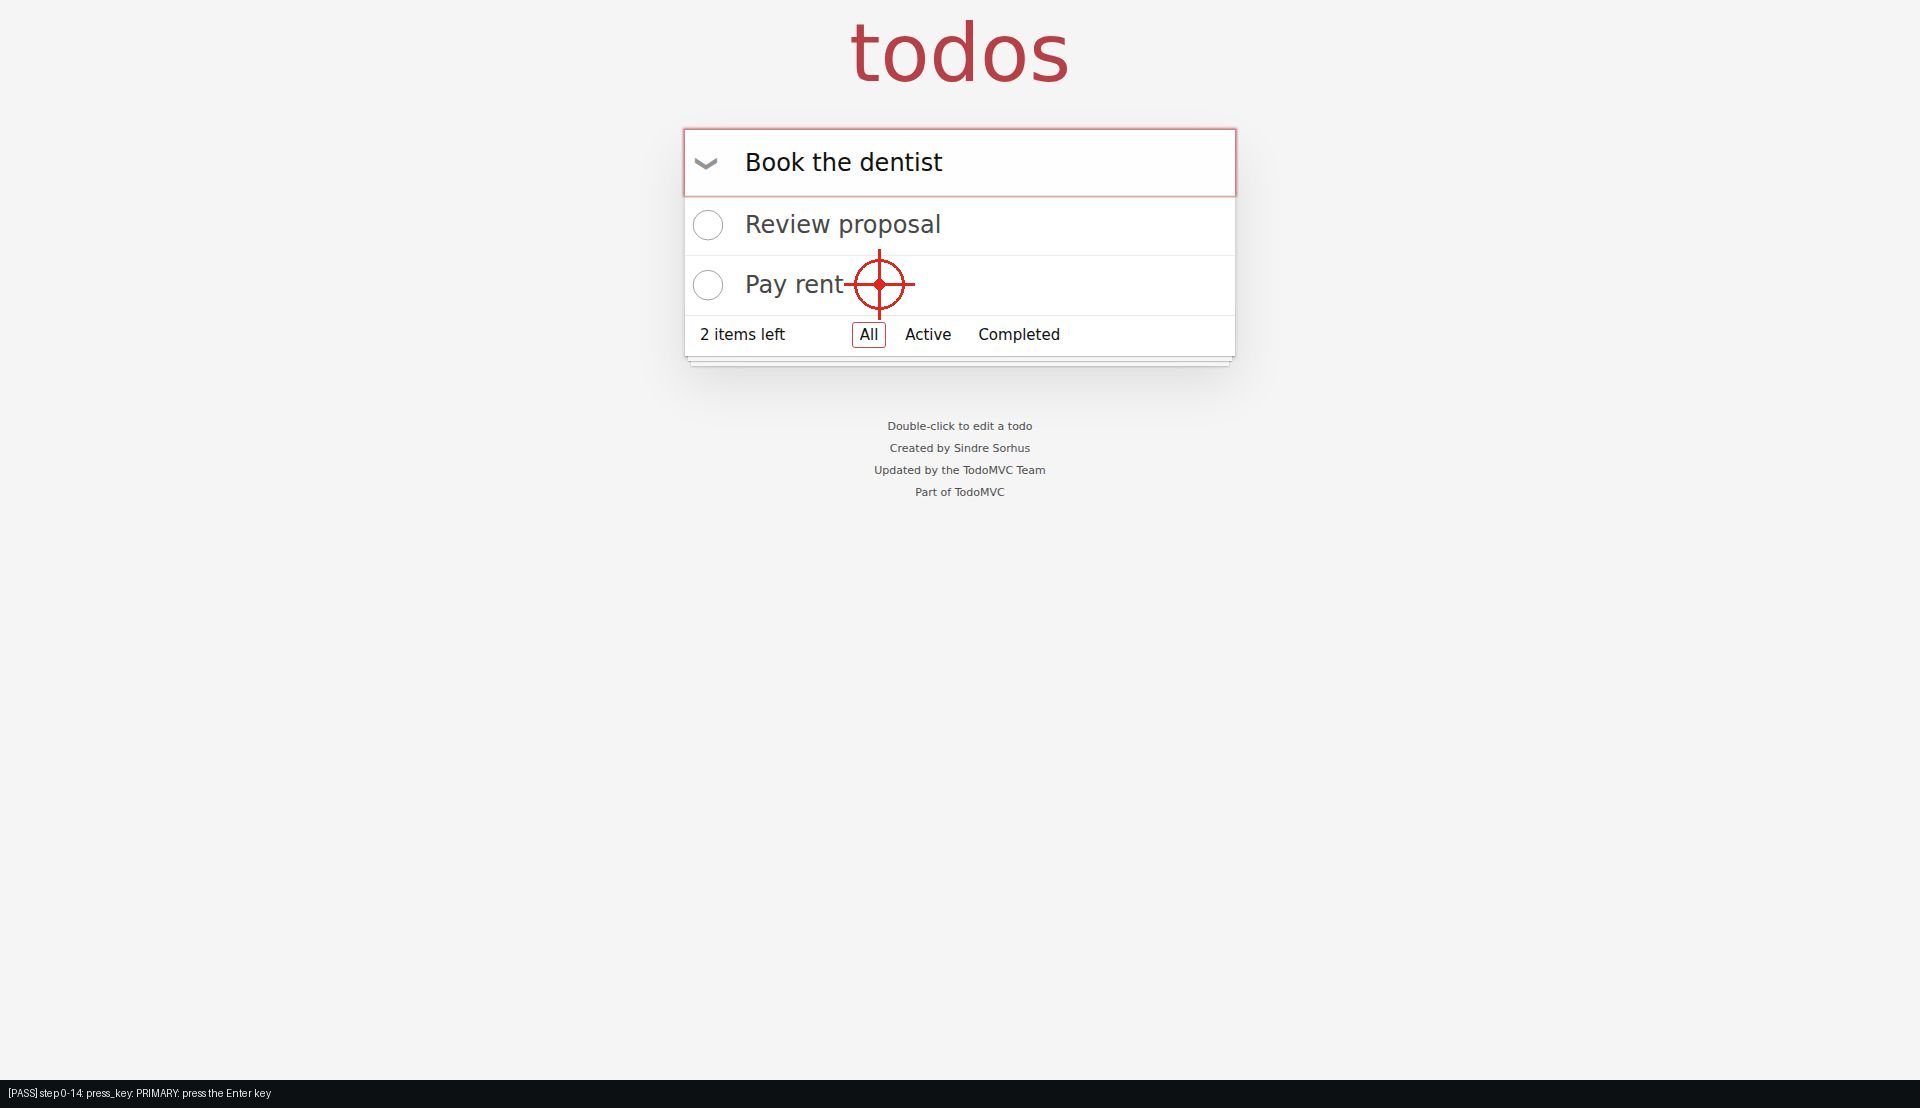 todos
Book the dentist
Review proposal
Pay rent
2 items left All Active Completed
Double-click to edit a todo
Created by Sindre Sorhus
Updated by the TodoMVC Team
Part of TodoMVC
[PASS] step 0-14: press_key: PRIMARY: press the Enter key